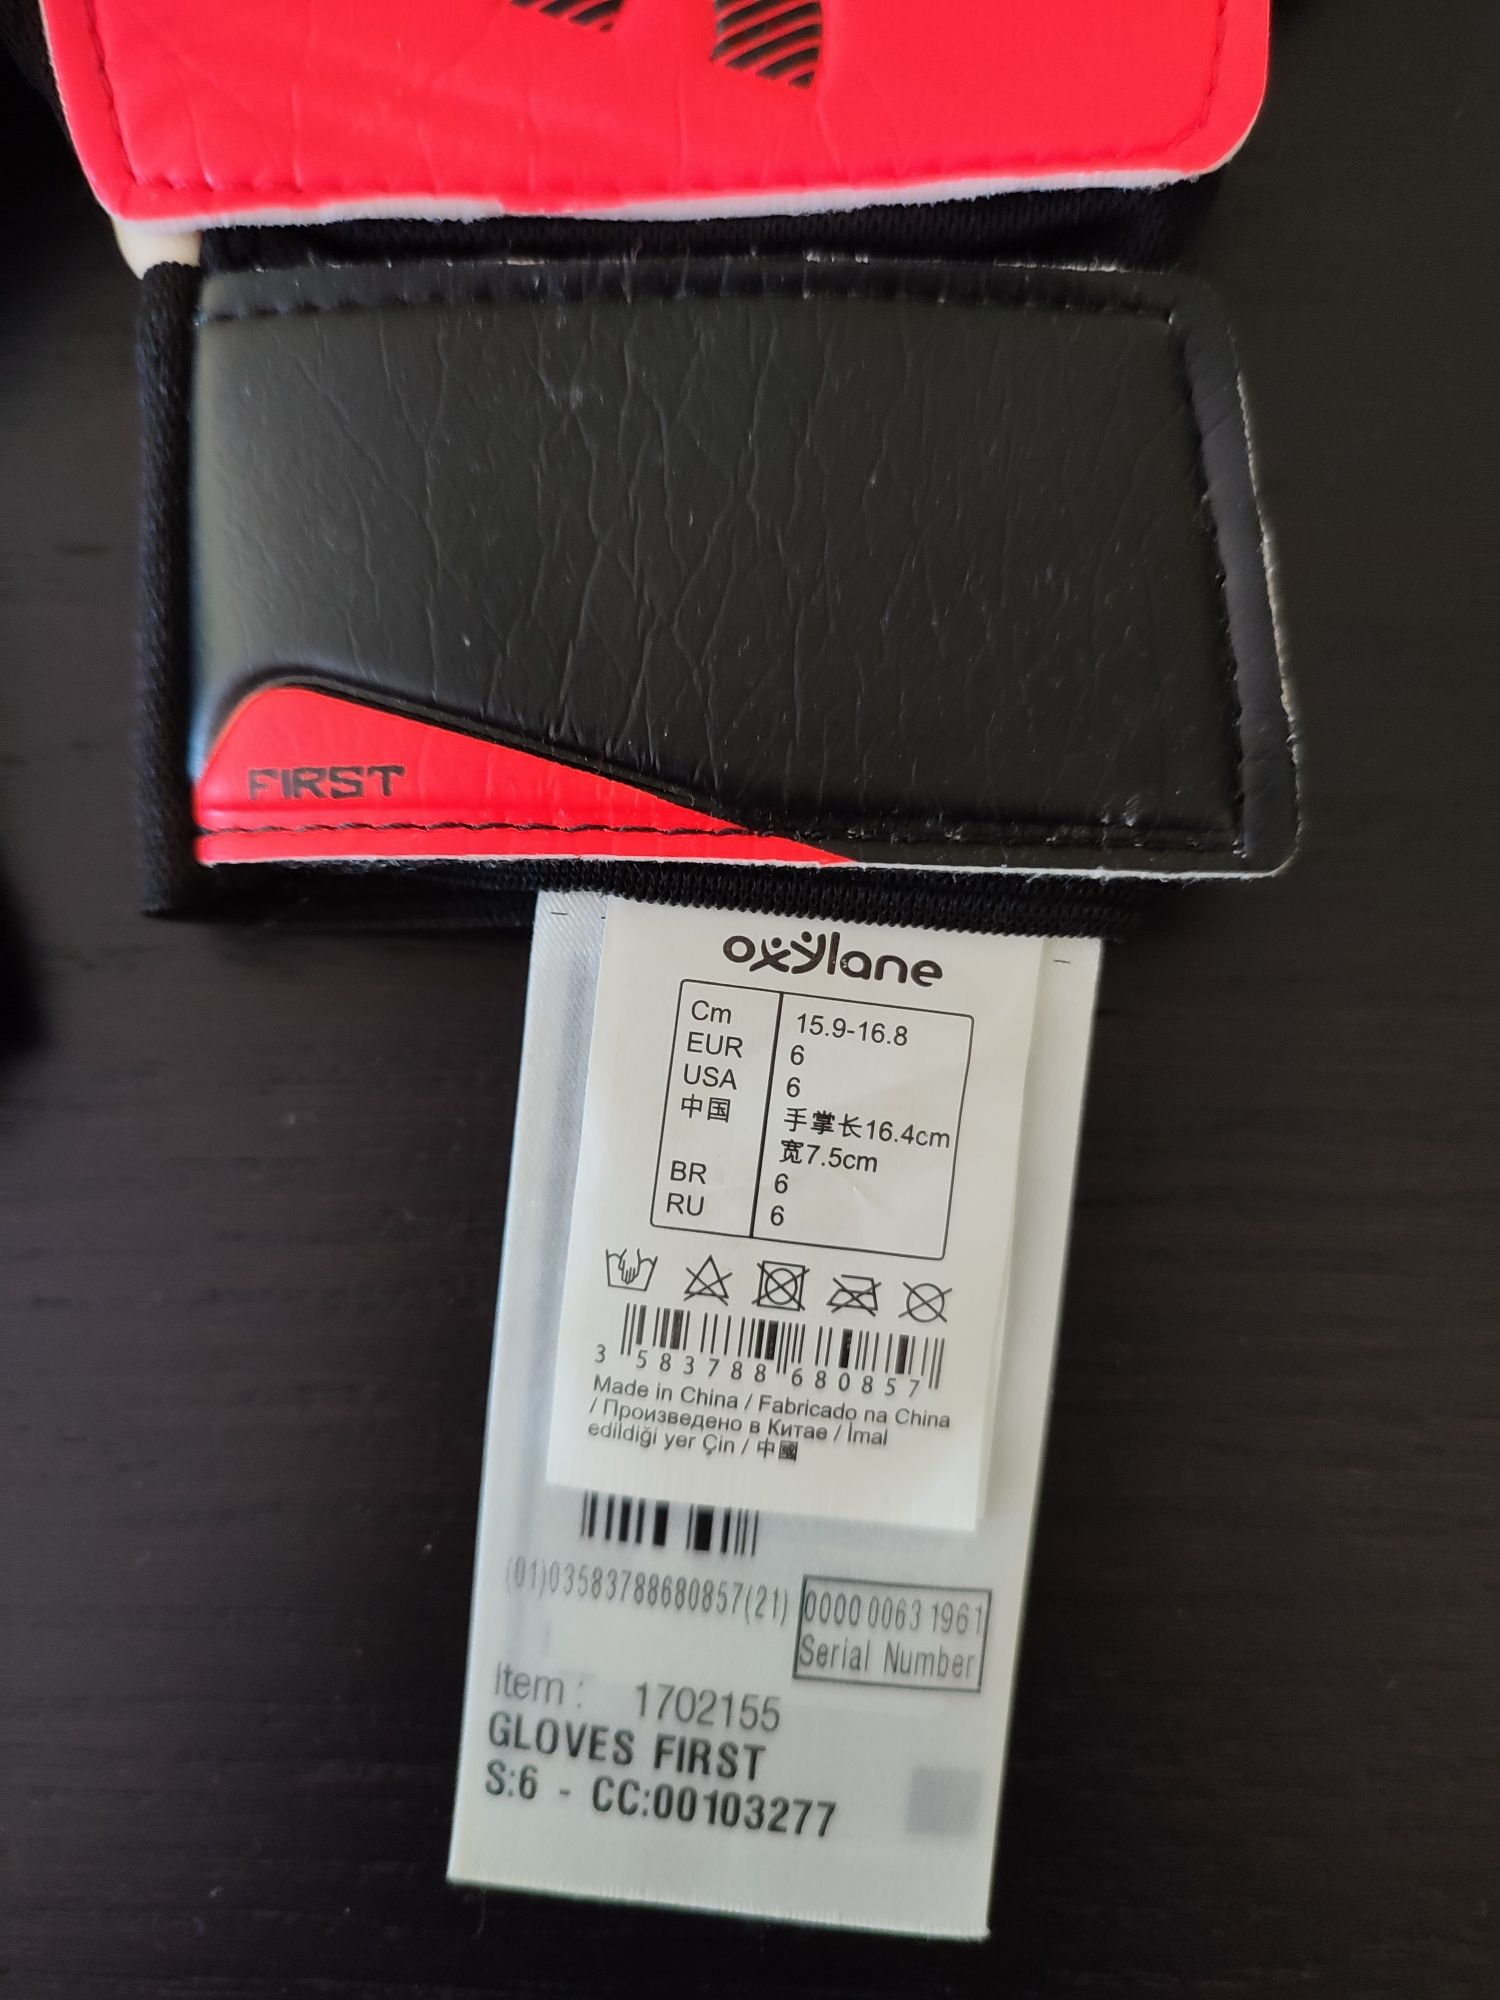 FIRST
oxylane
Cm 15.9-16.8
EUR 6
USA 6
中国 手掌长16.4cm
宽7.5cm
BR 6
RU 6
3 583788 680857
Made in China / Fabricado na China
/ Произведено в Китае / İmal
edildiği yer Çin / 中國
(01)03583788680857(21) 0000 0063 1961
Serial Number
Item : 1702155
GLOVES FIRST
S:6 - CC:00103277